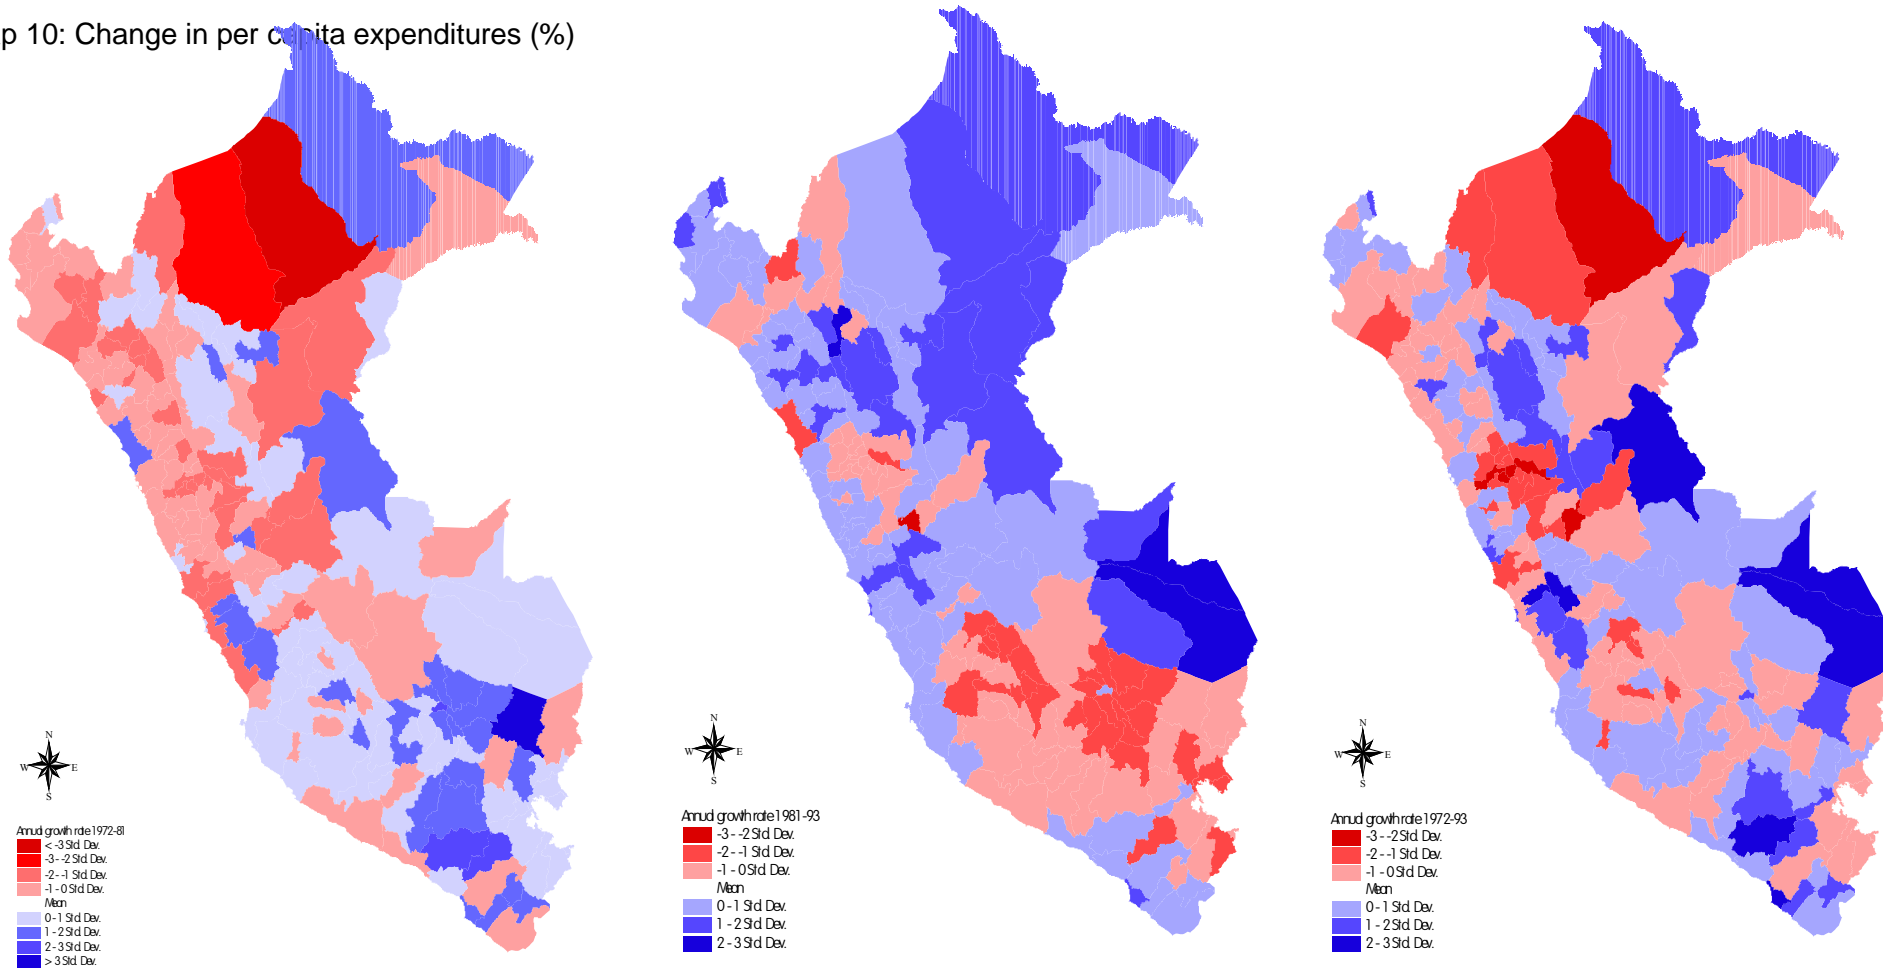 p 10: Change in per capita expenditures (%)
N
W E
S
Annual growth rate 1972-81
< -3 Std. Dev.
-3 - -2 Std. Dev.
-2 - -1 Std. Dev.
-1 - 0 Std. Dev.
Mean
0 - 1 Std. Dev.
1 - 2 Std. Dev.
2 - 3 Std. Dev.
> 3 Std. Dev.
N
W E
S
Annual growth rate 1981-93
-3 - -2 Std. Dev.
-2 - -1 Std. Dev.
-1 - 0 Std. Dev.
Mean
0 - 1 Std. Dev.
1 - 2 Std. Dev.
2 - 3 Std. Dev.
N
W E
S
Annual growth rate 1972-93
-3 - -2 Std. Dev.
-2 - -1 Std. Dev.
-1 - 0 Std. Dev.
Mean
0 - 1 Std. Dev.
1 - 2 Std. Dev.
2 - 3 Std. Dev.